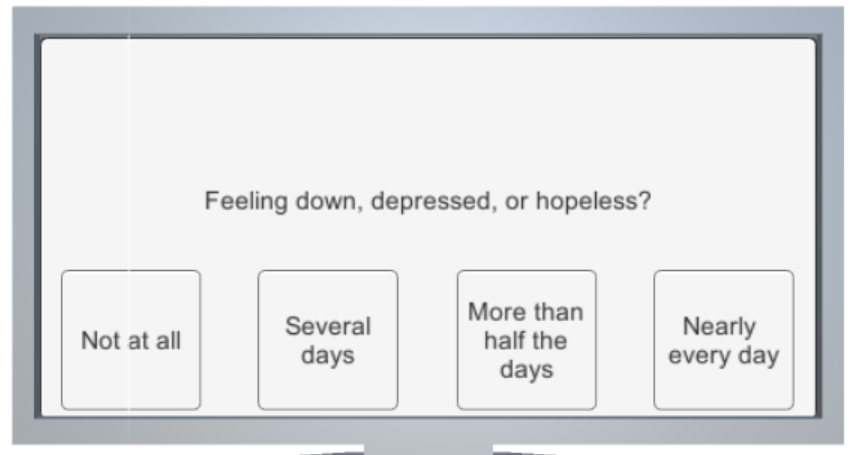 Feeling down, depressed, or hopeless?
Not at all
Several
days
More than
half the
days
Nearly
every day